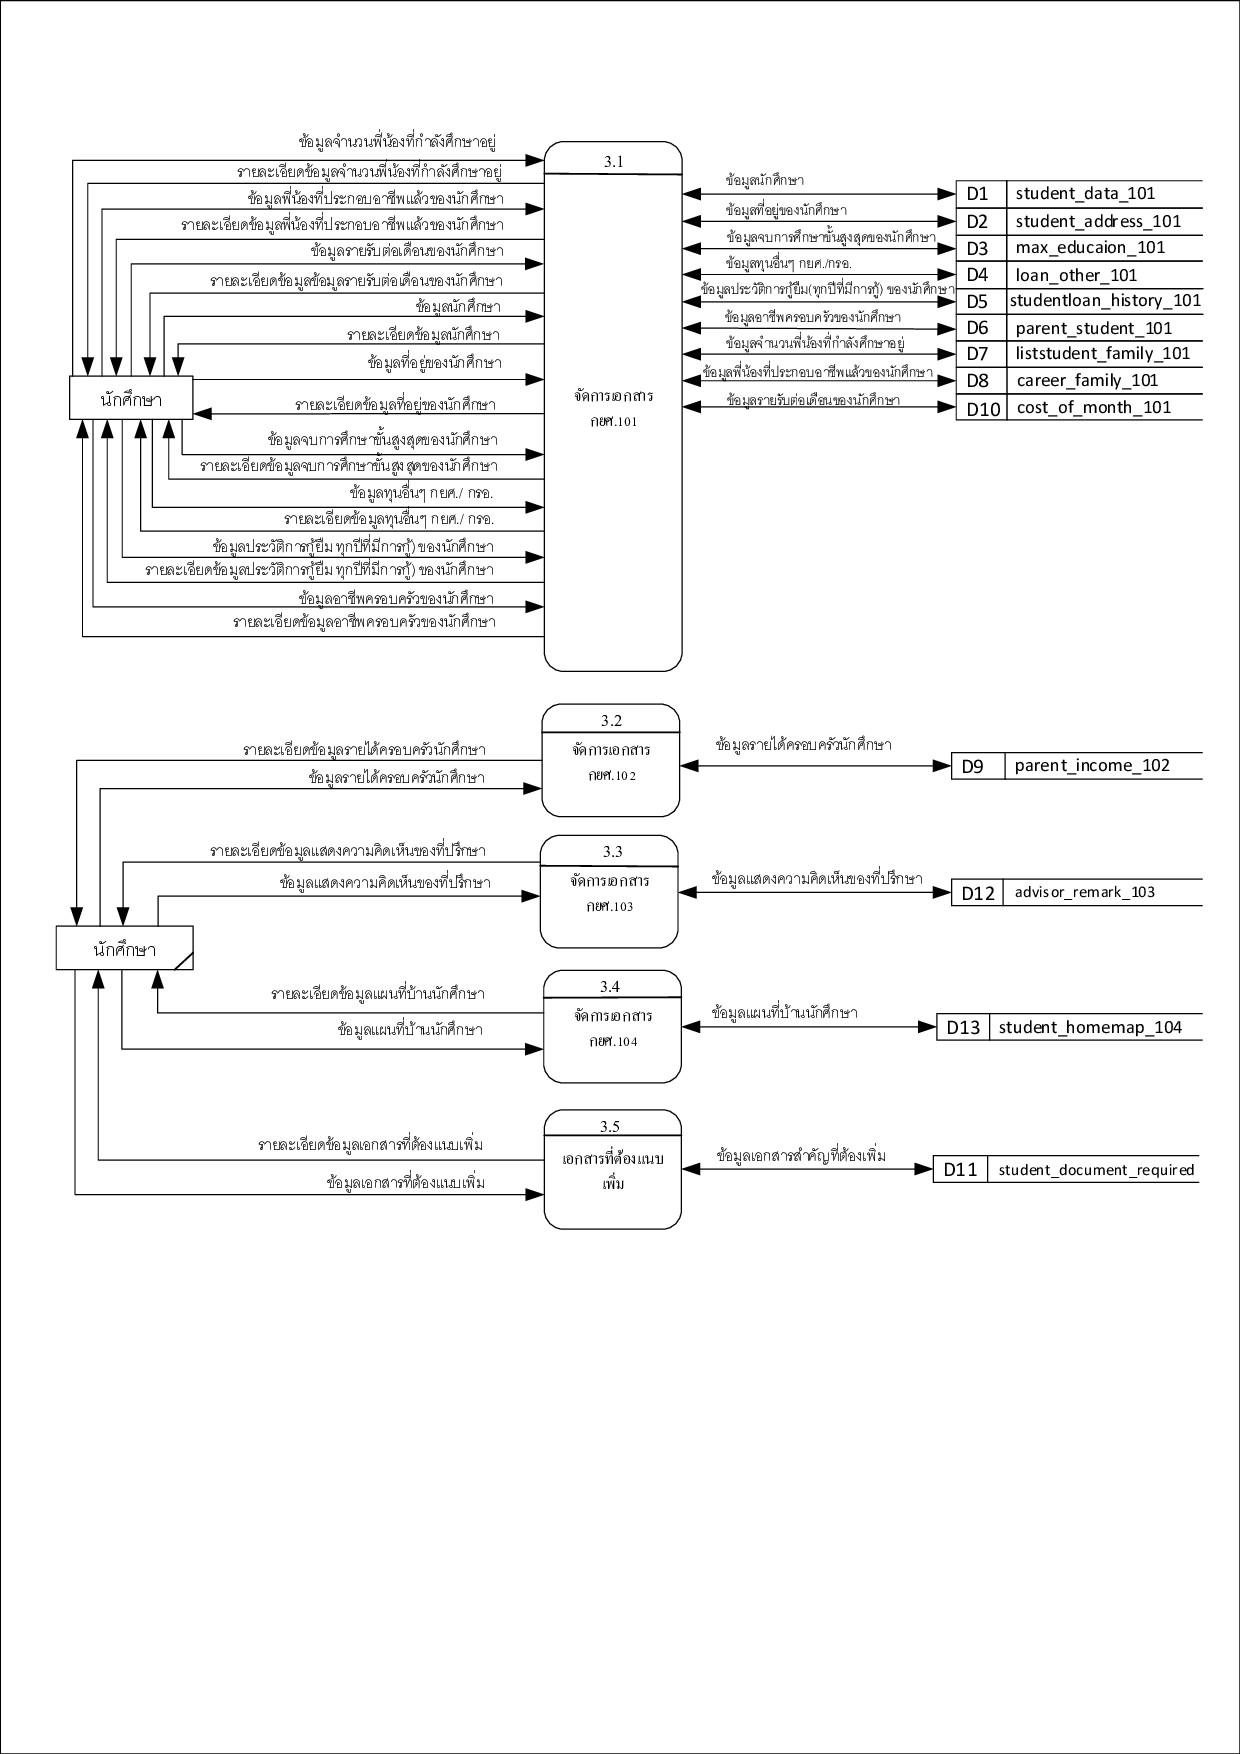 ข้อมูลจำนวนพี่น้องที่กำลังศึกษาอยู่
รายละเอียดข้อมูลจำนวนพี่น้องที่กำลังศึกษาอยู่
ข้อมูลพี่น้องที่ประกอบอาชีพแล้วของนักศึกษา
รายละเอียดข้อมูลพี่น้องที่ประกอบอาชีพแล้วของนักศึกษา
ข้อมูลรายรับต่อเดือนของนักศึกษา
รายละเอียดข้อมูลข้อมูลรายรับต่อเดือนของนักศึกษา
ข้อมูลนักศึกษา
รายละเอียดข้อมูลนักศึกษา
ข้อมูลที่อยู่ของนักศึกษา
นักศึกษา
รายละเอียดข้อมูลที่อยู่ของนักศึกษา
ข้อมูลจบการศึกษาขั้นสูงสุดของนักศึกษา
รายละเอียดข้อมูลจบการศึกษาขั้นสูงสุดของนักศึกษา
ข้อมูลทุนอื่นๆ กยศ./ กรอ.
รายละเอียดข้อมูลทุนอื่นๆ กยศ./ กรอ.
ข้อมูลประวัติการกู้ยืม ทุกปีที่มีการกู้) ของนักศึกษา
รายละเอียดข้อมูลประวัติการกู้ยืม ทุกปีที่มีการกู้) ของนักศึกษา
ข้อมูลอาชีพครอบครัวของนักศึกษา
รายละเอียดข้อมูลอาชีพครอบครัวของนักศึกษา
3.1
จัดการเอกสาร
กยศ.101
ข้อมูลนักศึกษา
D1 student_data_101
ข้อมูลที่อยู่ของนักศึกษา
D2 student_address_101
ข้อมูลจบการศึกษาขั้นสูงสุดของนักศึกษา
D3 max_educaion_101
ข้อมูลทุนอื่นๆ กยศ./กรอ.
D4 loan_other_101
ข้อมูลประวัติการกู้ยืม(ทุกปีที่มีการกู้) ของนักศึกษา
D5 studentloan_history_101
ข้อมูลอาชีพครอบครัวของนักศึกษา
D6 parent_student_101
ข้อมูลจำนวนพี่น้องที่กำลังศึกษาอยู่
D7 liststudent_family_101
ข้อมูลพี่น้องที่ประกอบอาชีพแล้วของนักศึกษา
D8 career_family_101
ข้อมูลรายรับต่อเดือนของนักศึกษา
D10 cost_of_month_101
รายละเอียดข้อมูลรายได้ครอบครัวนักศึกษา
ข้อมูลรายได้ครอบครัวนักศึกษา
3.2
จัดการเอกสาร
กยศ.102
ข้อมูลรายได้ครอบครัวนักศึกษา
D9 parent_income_102
รายละเอียดข้อมูลแสดงความคิดเห็นของที่ปรึกษา
ข้อมูลแสดงความคิดเห็นของที่ปรึกษา
3.3
จัดการเอกสาร
กยศ.103
ข้อมูลแสดงความคิดเห็นของที่ปรึกษา
D12 advisor_remark_103
นักศึกษา
รายละเอียดข้อมูลแผนที่บ้านนักศึกษา
ข้อมูลแผนที่บ้านนักศึกษา
3.4
จัดการเอกสาร
กยศ.104
ข้อมูลแผนที่บ้านนักศึกษา
D13 student_homemap_104
รายละเอียดข้อมูลเอกสารที่ต้องแนบเพิ่ม
ข้อมูลเอกสารที่ต้องแนบเพิ่ม
3.5
เอกสารที่ต้องแนบ
เพิ่ม
ข้อมูลเอกสารสำคัญที่ต้องเพิ่ม
D11 student_document_required